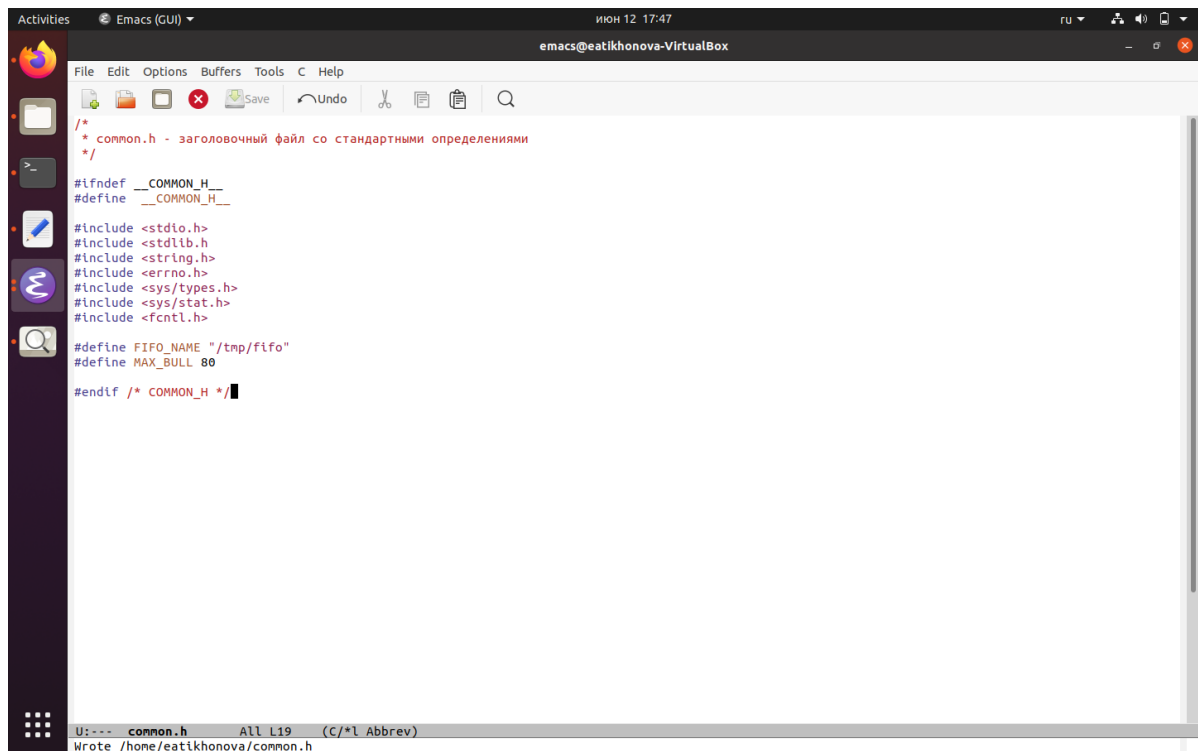 Activities Emacs (GUI) июн 12 17:47 ru
emacs@eatikhonova-VirtualBox
File Edit Options Buffers Tools C Help
Save Undo
/*
 * common.h - заголовочный файл со стандартными определениями
 */
#ifndef __COMMON_H__
#define  __COMMON_H__
#include <stdio.h>
#include <stdlib.h
#include <string.h>
#include <errno.h>
#include <sys/types.h>
#include <sys/stat.h>
#include <fcntl.h>
#define FIFO_NAME "/tmp/fifo"
#define MAX_BULL 80
#endif /* COMMON_H */
U:--- common.h All L19 (C/*l Abbrev)
Wrote /home/eatikhonova/common.h